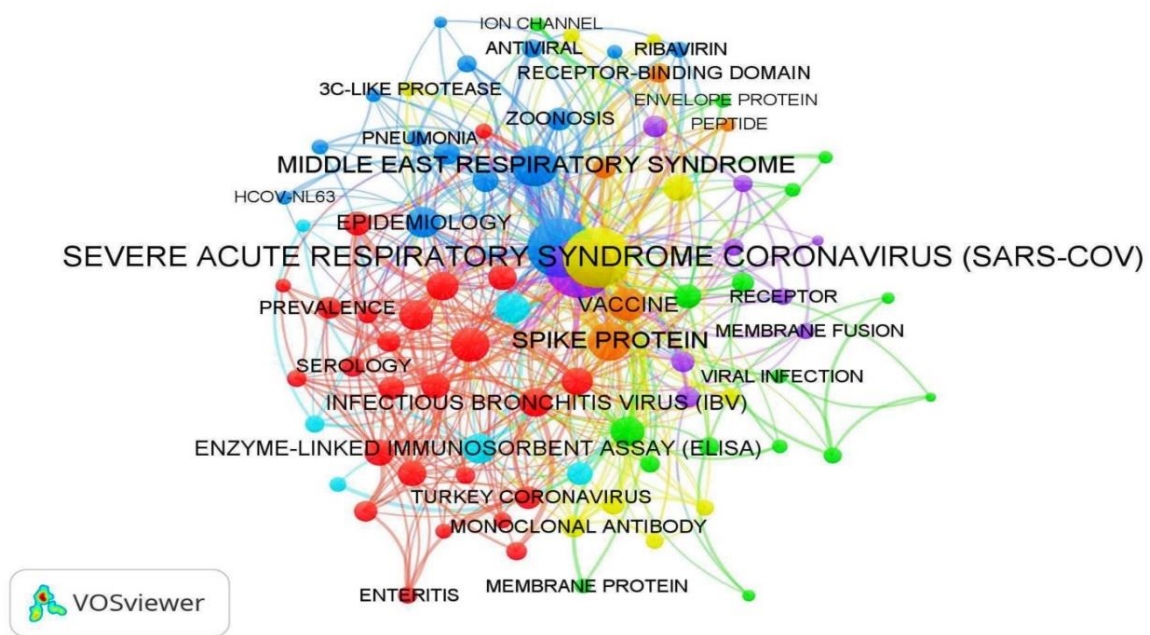 ION CHANNEL
ANTIVIRAL
RIBAVIRIN
RECEPTOR-BINDING DOMAIN
3C-LIKE PROTEASE
ENVELOPE PROTEIN
ZOONOSIS
PEPTIDE
PNEUMONIA
MIDDLE EAST RESPIRATORY SYNDROME
HCOV-NL63
EPIDEMIOLOGY
SEVERE ACUTE RESPIRATORY SYNDROME CORONAVIRUS (SARS-COV)
PREVALENCE
VACCINE
RECEPTOR
SPIKE PROTEIN
MEMBRANE FUSION
SEROLOGY
VIRAL INFECTION
INFECTIOUS BRONCHITIS VIRUS (IBV)
ENZYME-LINKED IMMUNOSORBENT ASSAY (ELISA)
TURKEY CORONAVIRUS
MONOCLONAL ANTIBODY
MEMBRANE PROTEIN
ENTERITIS
VOSviewer